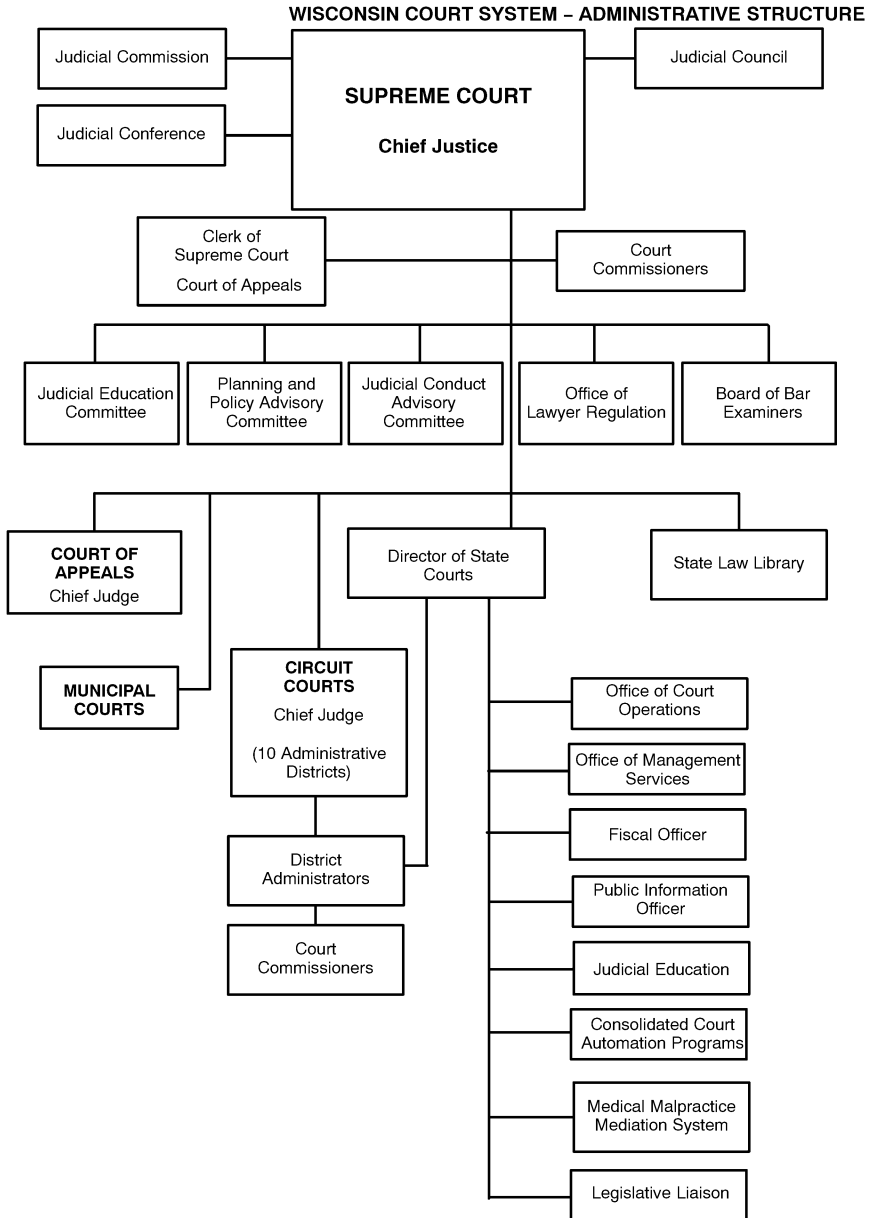 WISCONSIN COURT SYSTEM – ADMINISTRATIVE STRUCTURE
Judicial Commission
SUPREME COURT
Chief Justice
Judicial Council
Judicial Conference
Clerk of
Supreme Court
Court of Appeals
Court
Commissioners
Judicial Education
Committee
Planning and
Policy Advisory
Committee
Judicial Conduct
Advisory
Committee
Office of
Lawyer Regulation
Board of Bar
Examiners
COURT OF
APPEALS
Chief Judge
Director of State
Courts
State Law Library
MUNICIPAL
COURTS
CIRCUIT
COURTS
Chief Judge
(10 Administrative
Districts)
District
Administrators
Court
Commissioners
Office of Court
Operations
Office of Management
Services
Fiscal Officer
Public Information
Officer
Judicial Education
Consolidated Court
Automation Programs
Medical Malpractice
Mediation System
Legislative Liaison